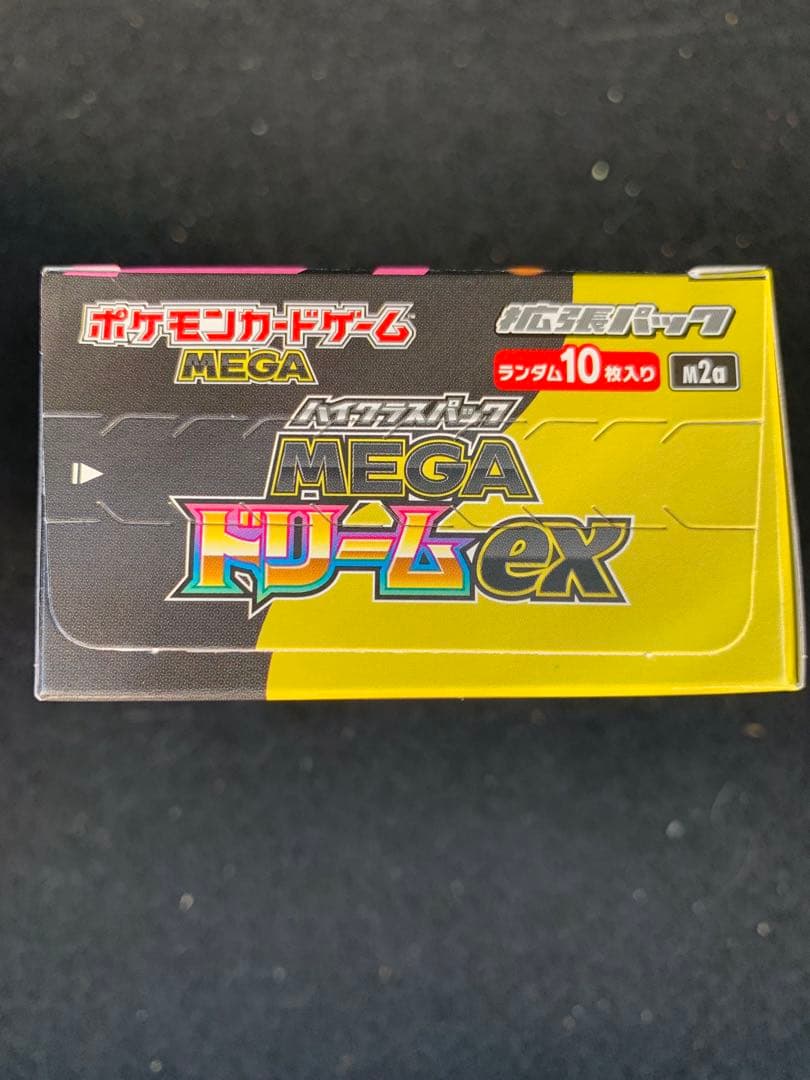 ポケモンカードゲーム
MEGA
拡張パック
ランダム10枚入り
M2a
ハイクラスパック
MEGA
ドリームex